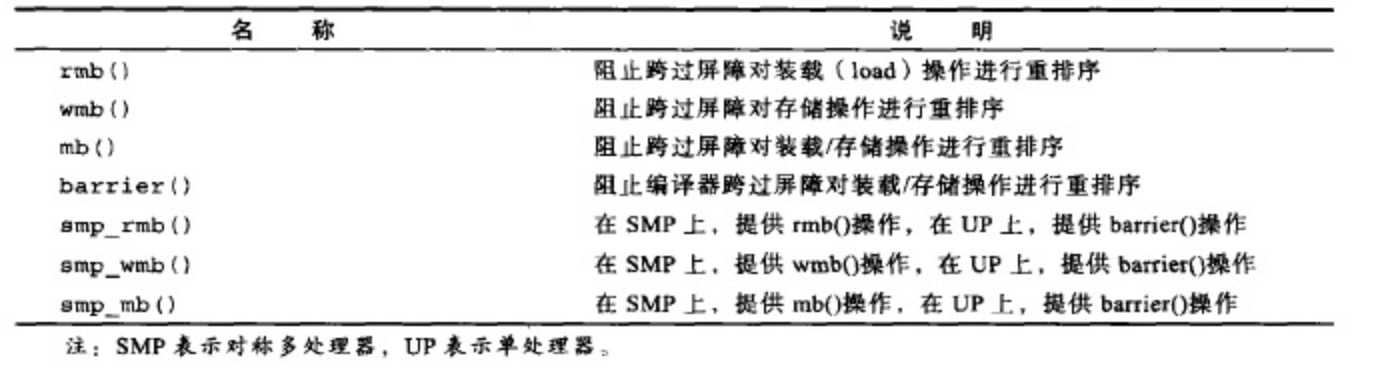 名 称 说 明
rmb() 阻止跨过屏障对装载（load）操作进行重排序
wmb() 阻止跨过屏障对存储操作进行重排序
mb() 阻止跨过屏障对装载/存储操作进行重排序
barrier() 阻止编译器跨过屏障对装载/存储操作进行重排序
smp_rmb() 在 SMP 上，提供 rmb()操作，在 UP 上，提供 barrier()操作
smp_wmb() 在 SMP 上，提供 wmb()操作，在 UP 上，提供 barrier()操作
smp_mb() 在 SMP 上，提供 mb()操作，在 UP 上，提供 barrier()操作
注：SMP 表示对称多处理器，UP 表示单处理器。